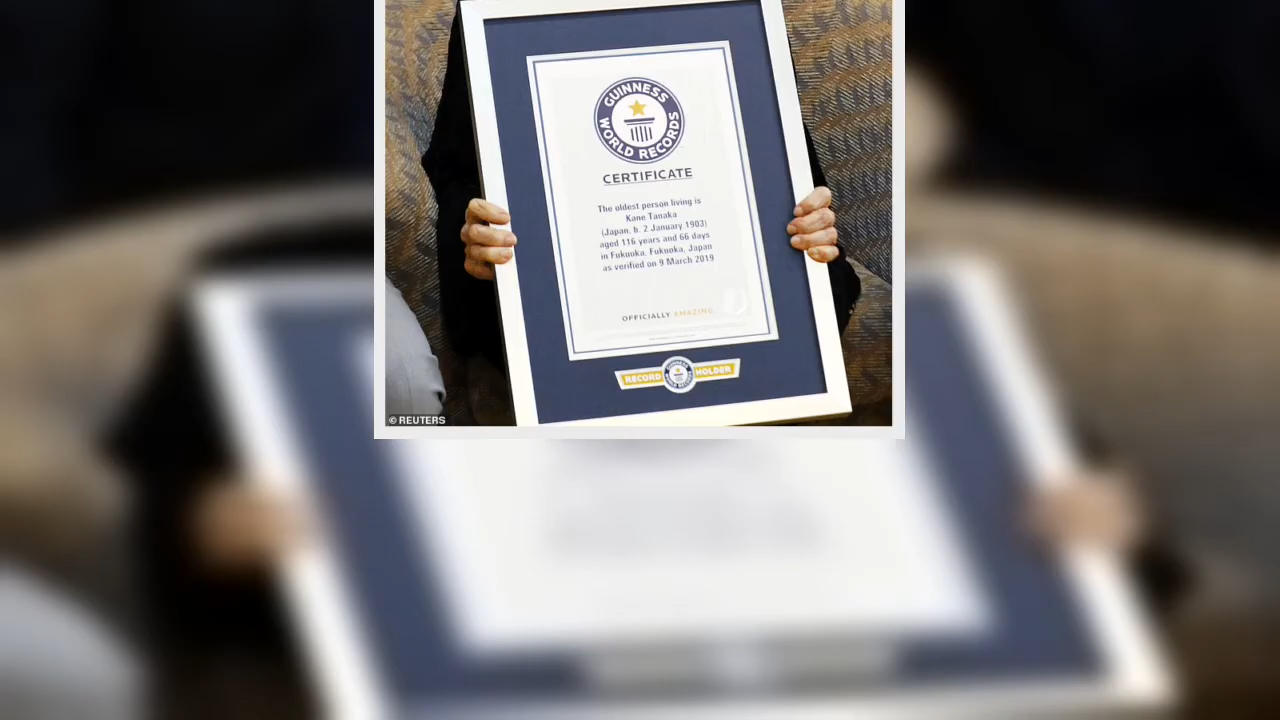 GUINNESS
WORLD RECORDS
CERTIFICATE
The oldest person living is
Kane Tanaka
(Japan, b. 2 January 1903)
aged 116 years and 66 days
in Fukuoka, Fukuoka, Japan
as verified on 9 March 2019
OFFICIALLY AMAZING
RECORD HOLDER
© REUTERS